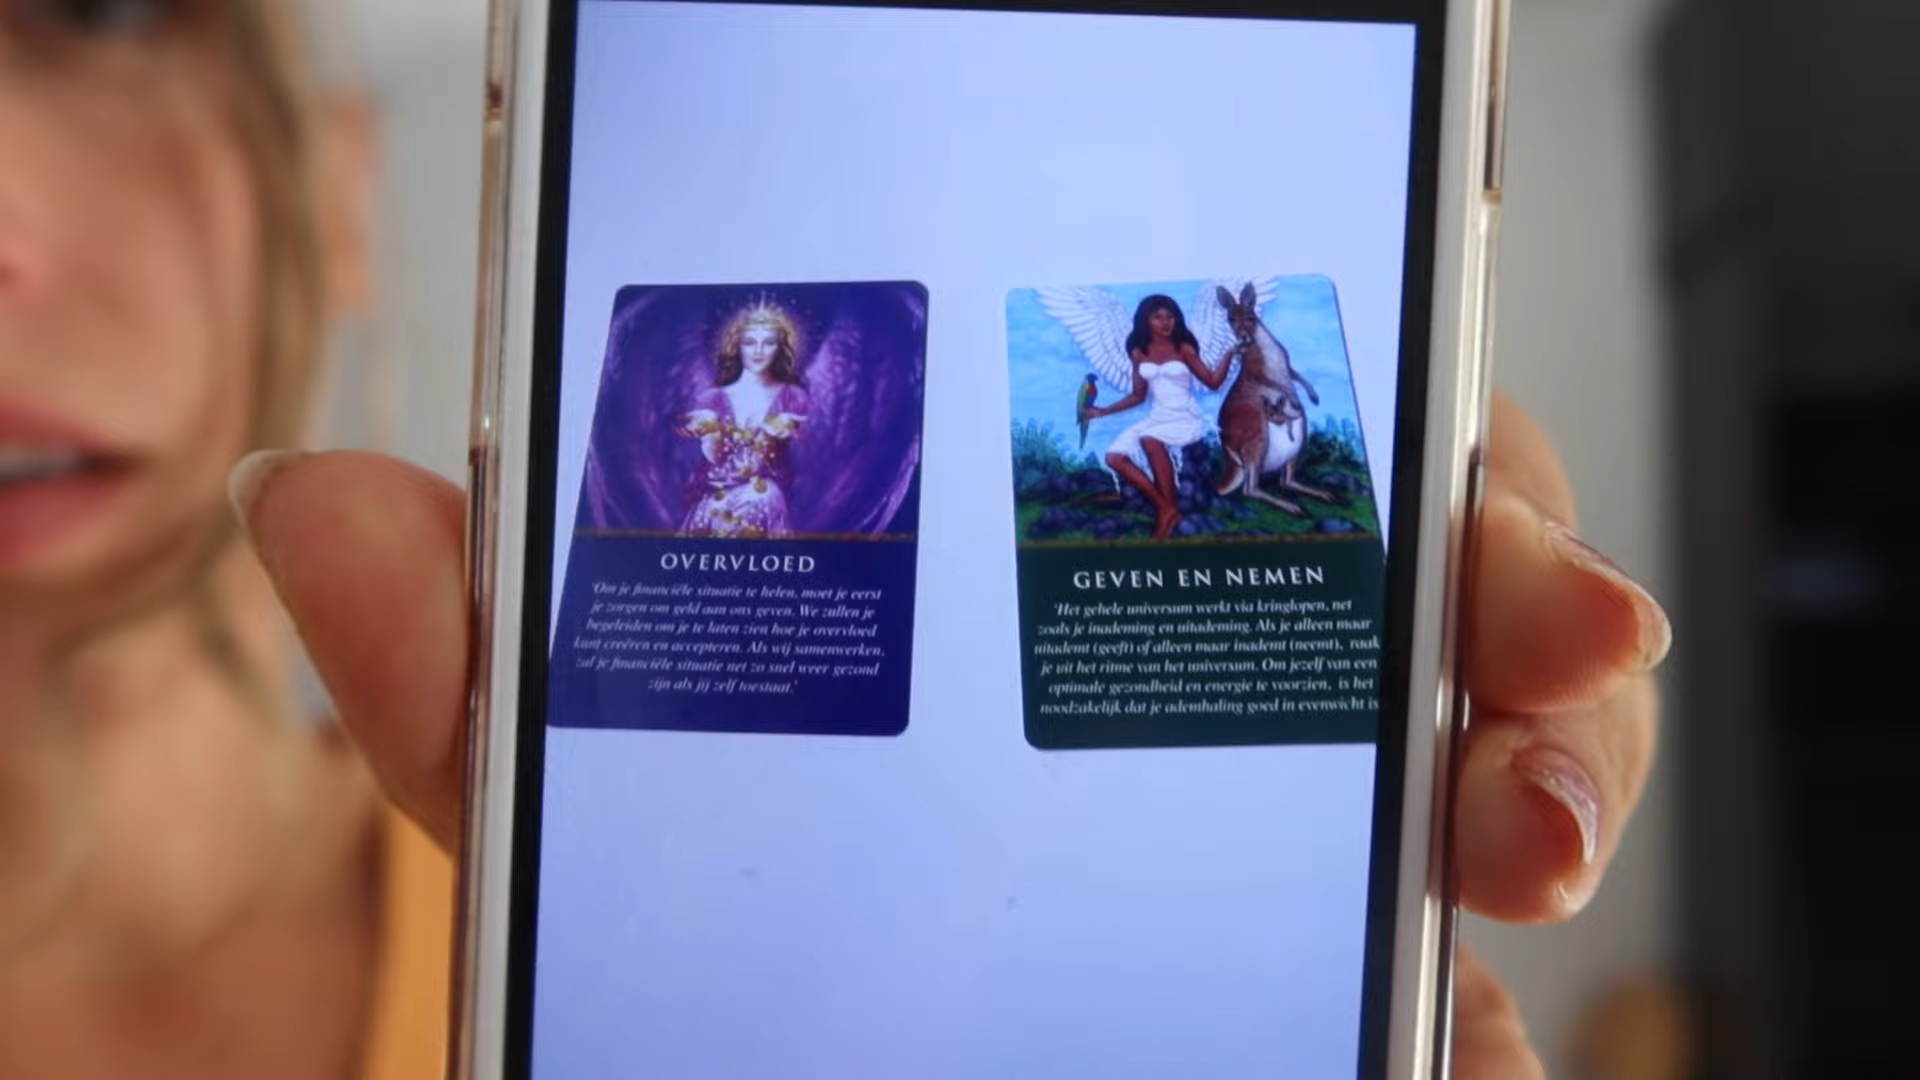 OVERVLOED
'Om je financiële situatie te helen, moet je eerst
je zorgen om geld aan ons geven. We zullen je
begeleiden om je te laten zien hoe je overvloed
kunt creëren en accepteren. Als wij samenwerken,
zal je financiële situatie net zo snel weer gezond
zijn als jij zelf toestaat.'
GEVEN EN NEMEN
'Het gehele universum werkt via kringlopen, net
zoals je inademing en uitademing. Als je alleen maar
uitademt (geeft) of alleen maar inademt (neemt), raak
je uit het ritme van het universum. Om jezelf van een
optimale gezondheid en energie te voorzien, is het
noodzakelijk dat je ademhaling goed in evenwicht is